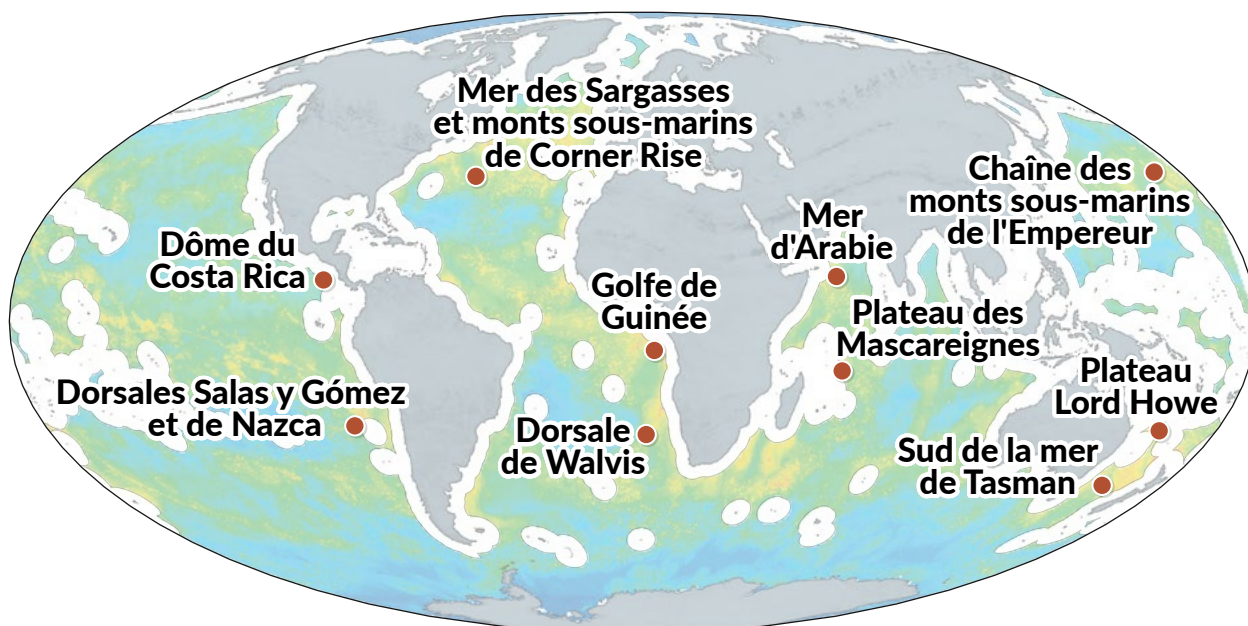 Mer des Sargasses
et monts sous-marins
de Corner Rise
Chaîne des
monts sous-marins
de l'Empereur
Mer
d'Arabie
Dôme du
Costa Rica
Golfe de
Guinée
Plateau des
Mascareignes
Plateau
Lord Howe
Dorsales Salas y Gómez
et de Nazca
Dorsale
de Walvis
Sud de la mer
de Tasman